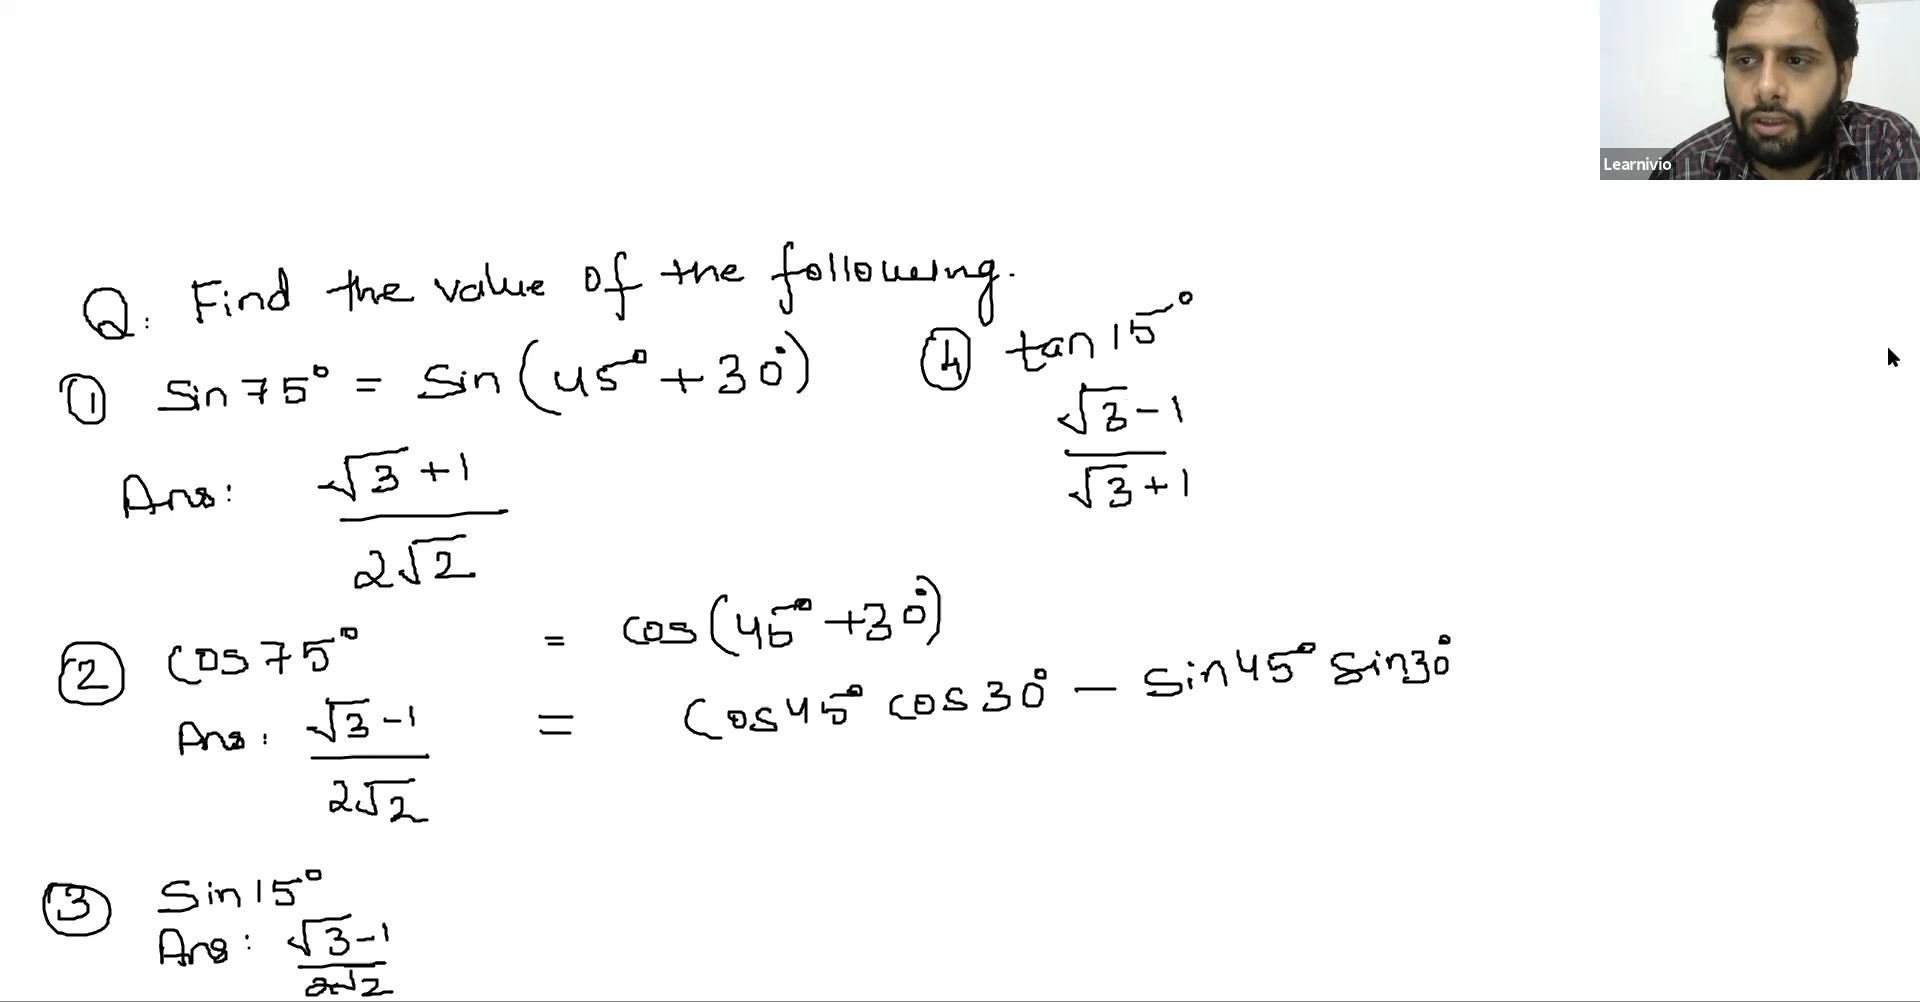 Learnivio
Q. Find the value of the following.
① Sin 75° = Sin (45° + 30°)
Ans: √3 + 1
2√2
② Cos 75° = cos (45° + 30°)
= Cos 45° cos 30° − Sin 45° Sin 30°
Ans: √3 - 1
2√2
③ Sin 15°
Ans: √3 - 1
2√2
④ tan 15°
√3 - 1
√3 + 1